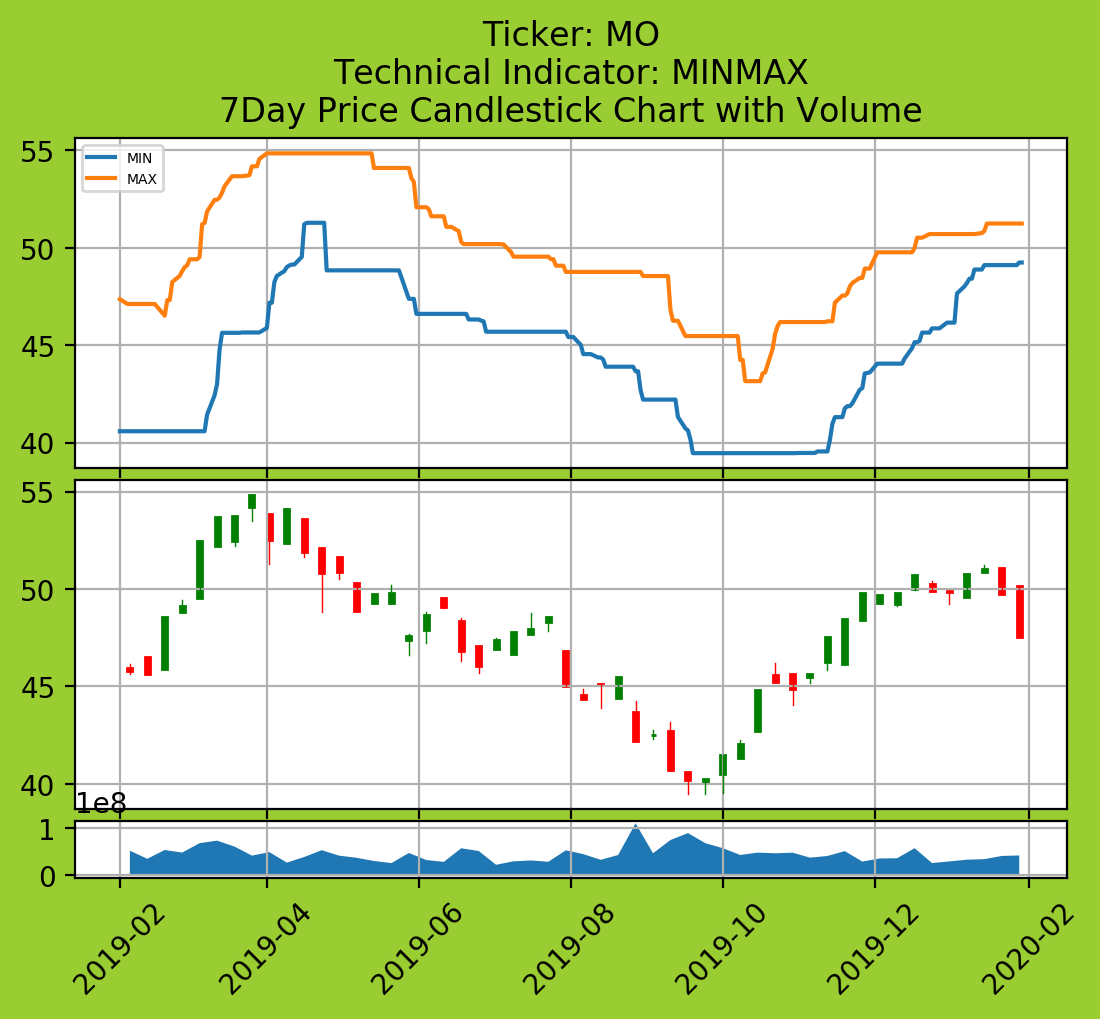 Ticker: MO
Technical Indicator: MINMAX
7Day Price Candlestick Chart with Volume
MIN
MAX
55
50
45
40
55
50
45
40
1e8
1
0
2019-02
2019-04
2019-06
2019-08
2019-10
2019-12
2020-02